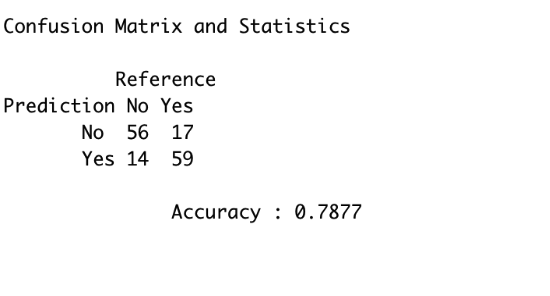 Confusion Matrix and Statistics
Reference
Prediction No Yes
No 56 17
Yes 14 59
Accuracy : 0.7877